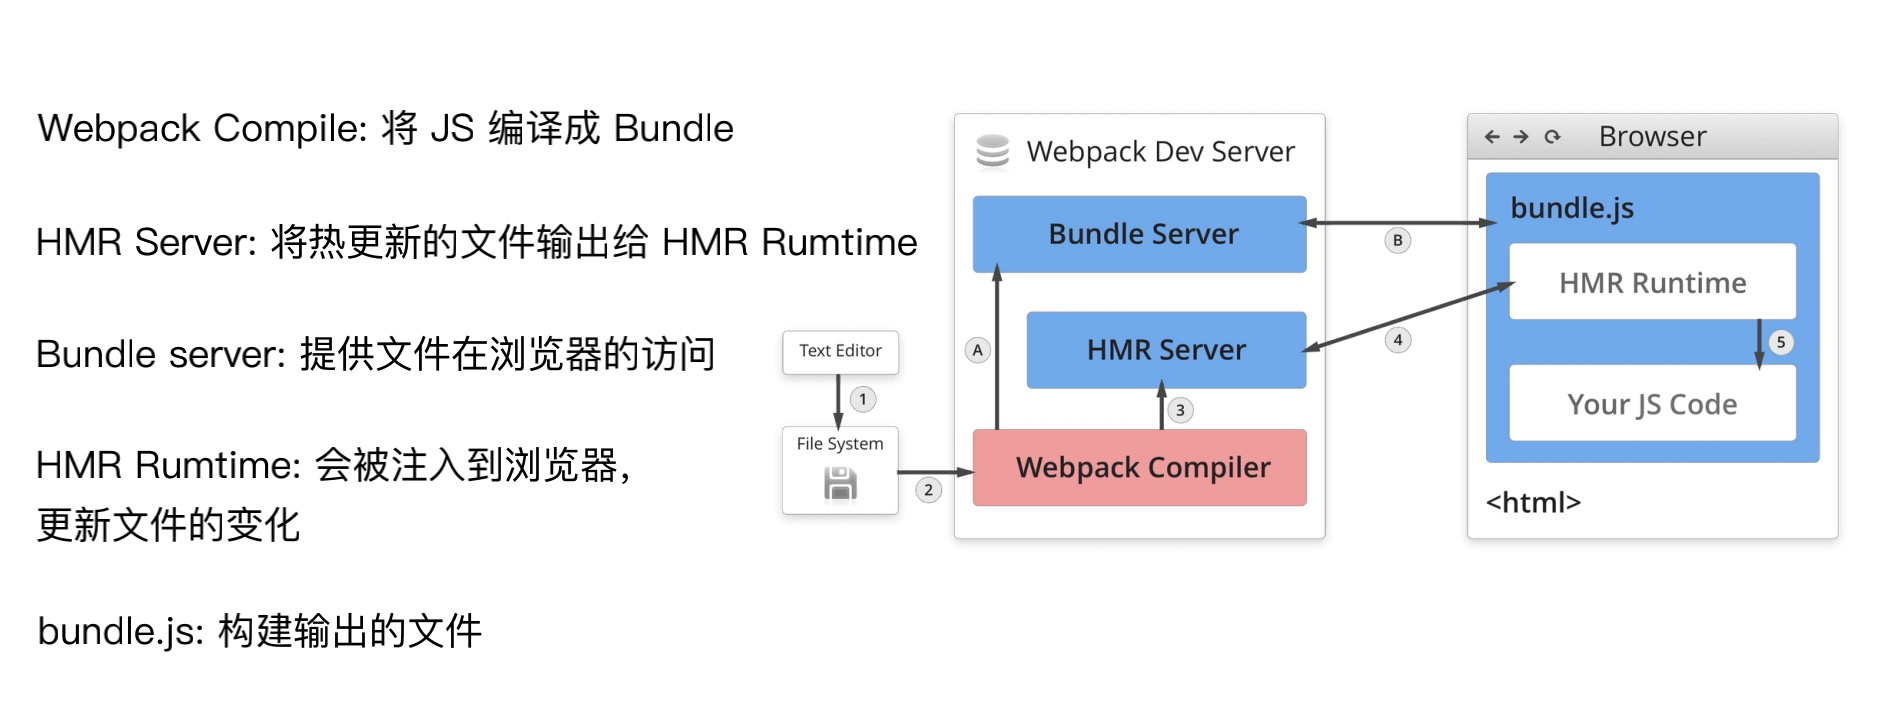 Webpack Compile: 将 JS 编译成 Bundle
HMR Server: 将热更新的文件输出给 HMR Rumtime
Bundle server: 提供文件在浏览器的访问
HMR Rumtime: 会被注入到浏览器,
更新文件的变化
bundle.js: 构建输出的文件
Text Editor
1
File System
2
Webpack Dev Server
Bundle Server
A
HMR Server
3
Webpack Compiler
B
4
Browser
bundle.js
HMR Runtime
5
Your JS Code
<html>